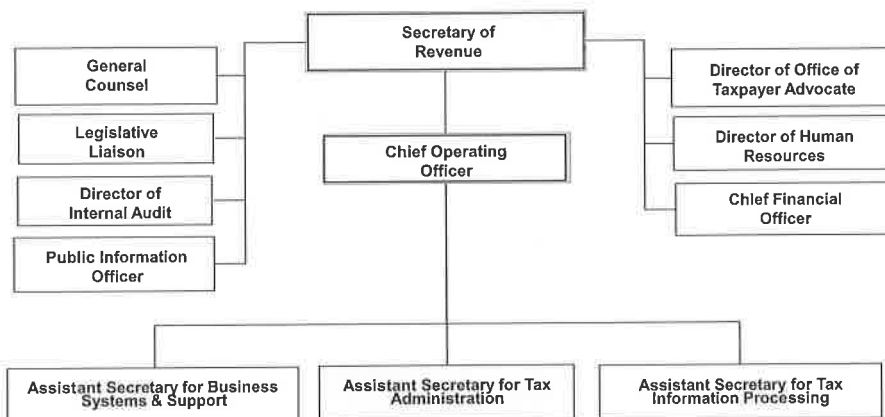 Secretary of
Revenue
General
Counsel
Legislative
Liaison
Director of
Internal Audit
Public Information
Officer
Chief Operating
Officer
Director of Office of
Taxpayer Advocate
Director of Human
Resources
Chief Financial
Officer
Assistant Secretary for Business
Systems & Support
Assistant Secretary for Tax
Administration
Assistant Secretary for Tax
Information Processing